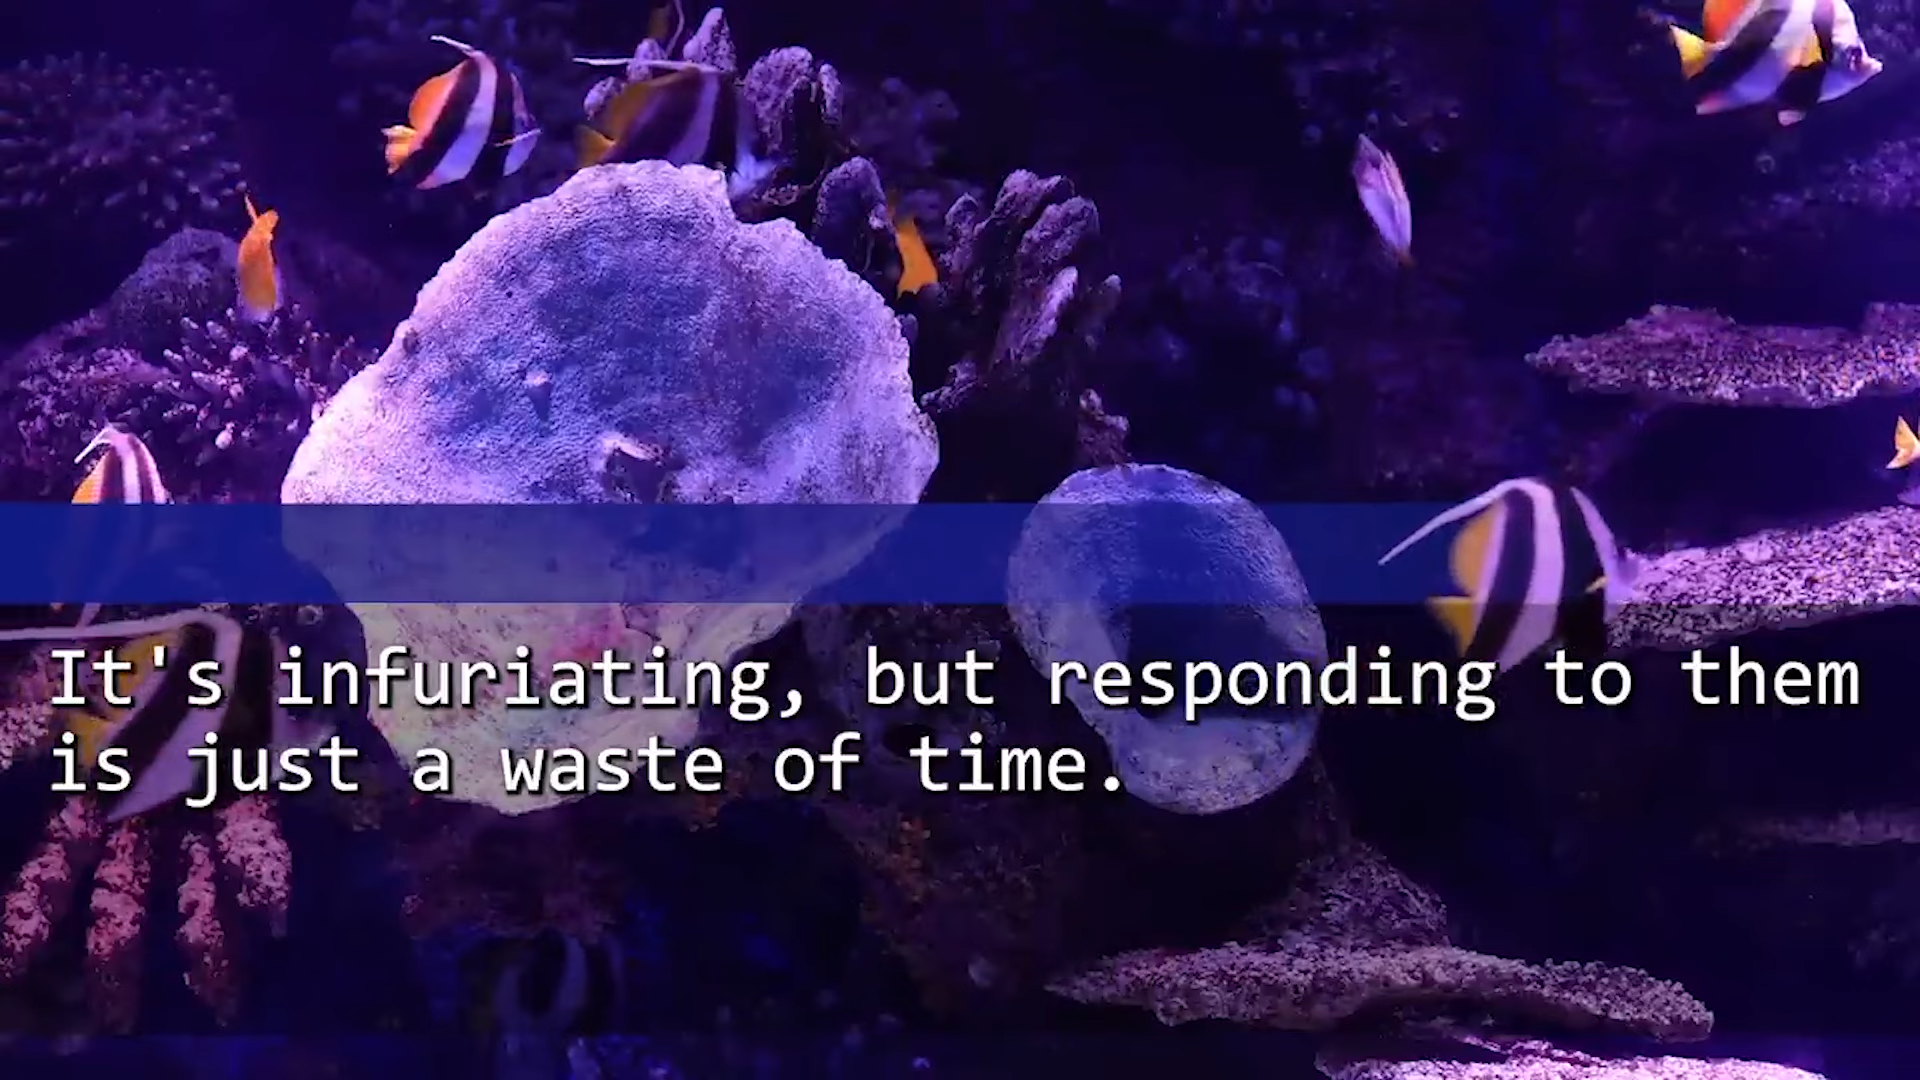 It's infuriating, but responding to them
is just a waste of time.